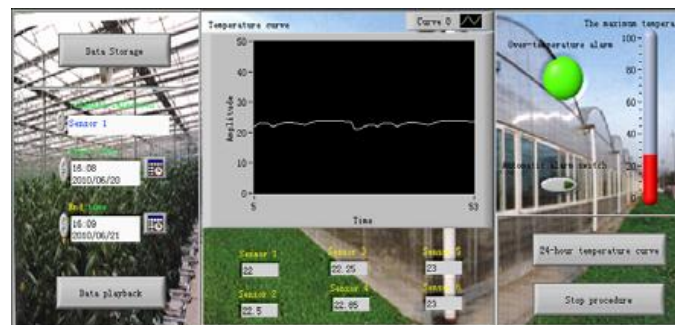 Data Storage
Sensor 1
16:08
2010/06/20
End time
16:09
2010/06/21
Data playback
Temperature curve
Curve 0
Amplitude
50
40
30
20
10
0
5
53
Time
Sensor 1
22
Sensor 2
22.5
Sensor 3
22.25
Sensor 4
22.85
Sensor 5
23
23
The maximum tempera
Over-temperature alarm
100
80
60
40
20
0
Automatic alarm switch
24-hour temperature curve
Stop procedure